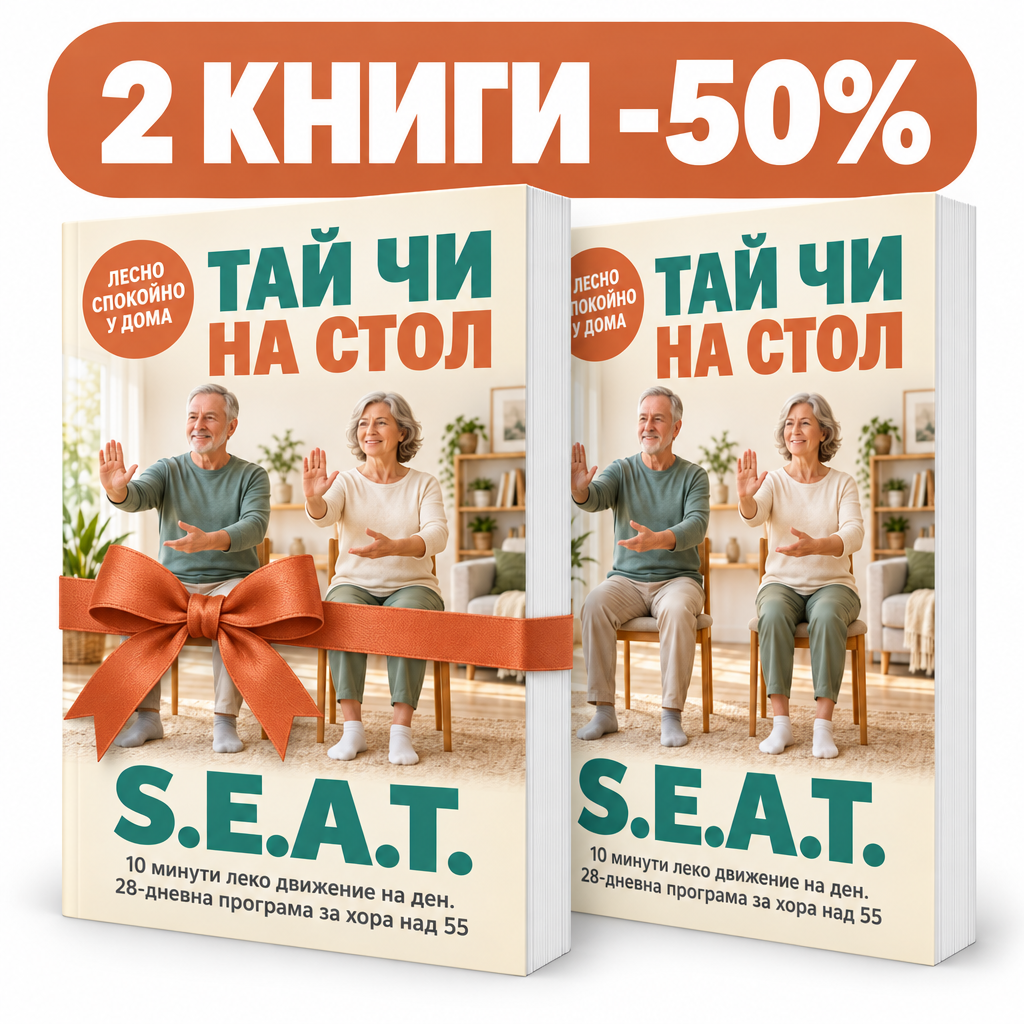 2 КНИГИ -50%
ЛЕСНО
СПОКОЙНО
У ДОМА
ТАЙ ЧИ
НА СТОЛ
S.E.A.T.
10 минути леко движение на ден.
28-дневна програма за хора над 55
ЛЕСНО
ПОКОЙНО
У ДОМА
ТАЙ ЧИ
НА СТОЛ
S.E.A.T.
10 минути леко движение на ден.
28-дневна програма за хора над 55